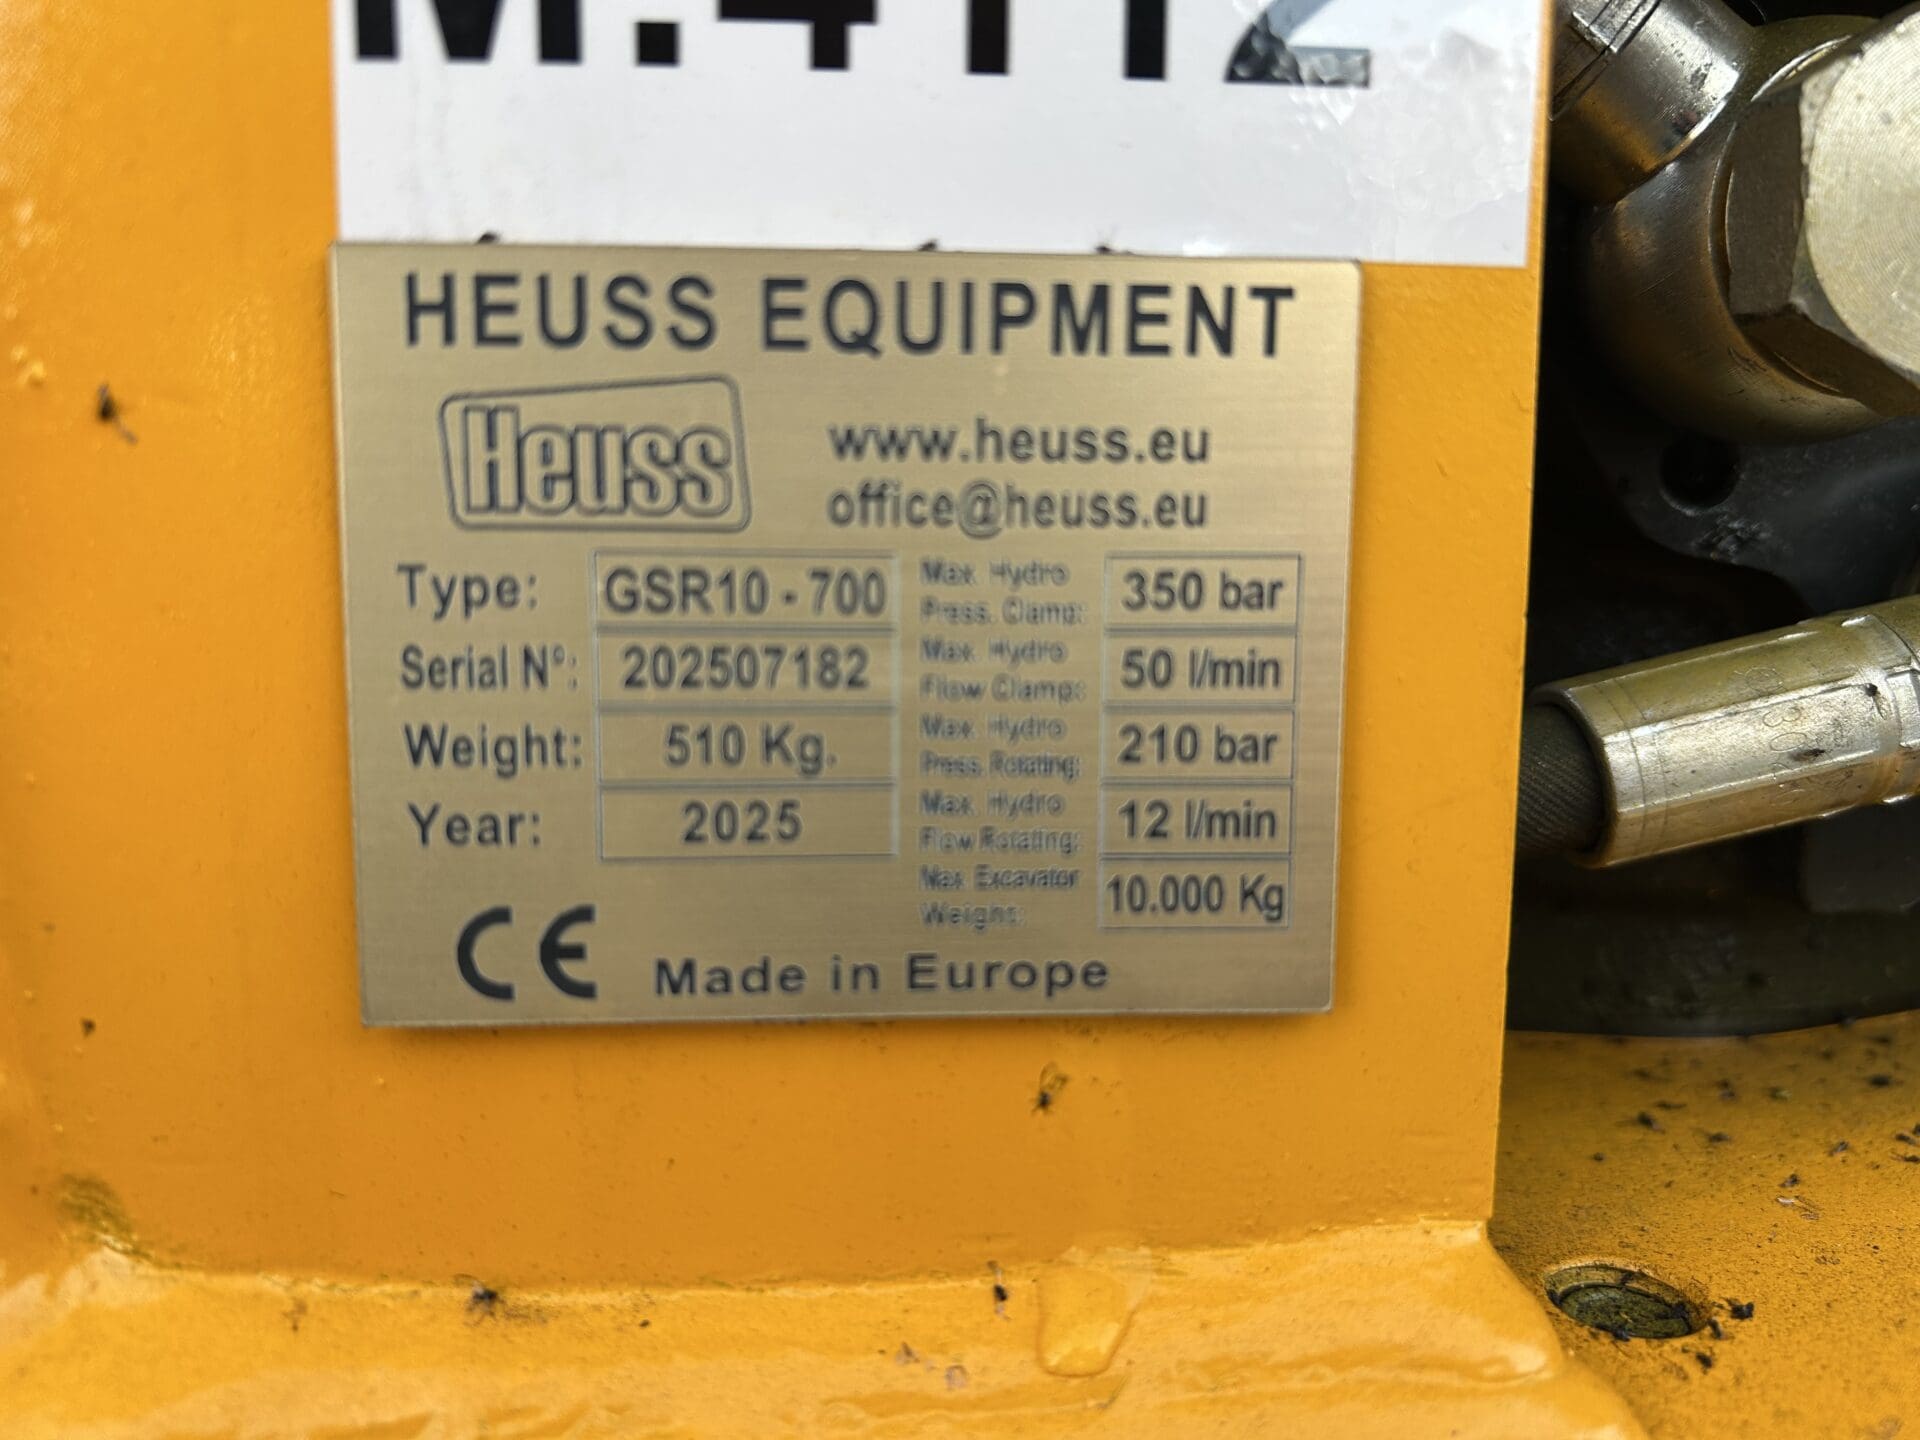 M.4112
HEUSS EQUIPMENT
Heuss
www.heuss.eu
office@heuss.eu
Type: GSR10 - 700
Serial Nº: 202507182
Weight: 510 Kg.
Year: 2025
Max. Hydro
Press. Clamp: 350 bar
Max. Hydro
Flow Clamp: 50 l/min
Max. Hydro
Press. Rotating: 210 bar
Max. Hydro
Flow Rotating: 12 l/min
Max. Excavator
Weight: 10.000 Kg
CE Made in Europe